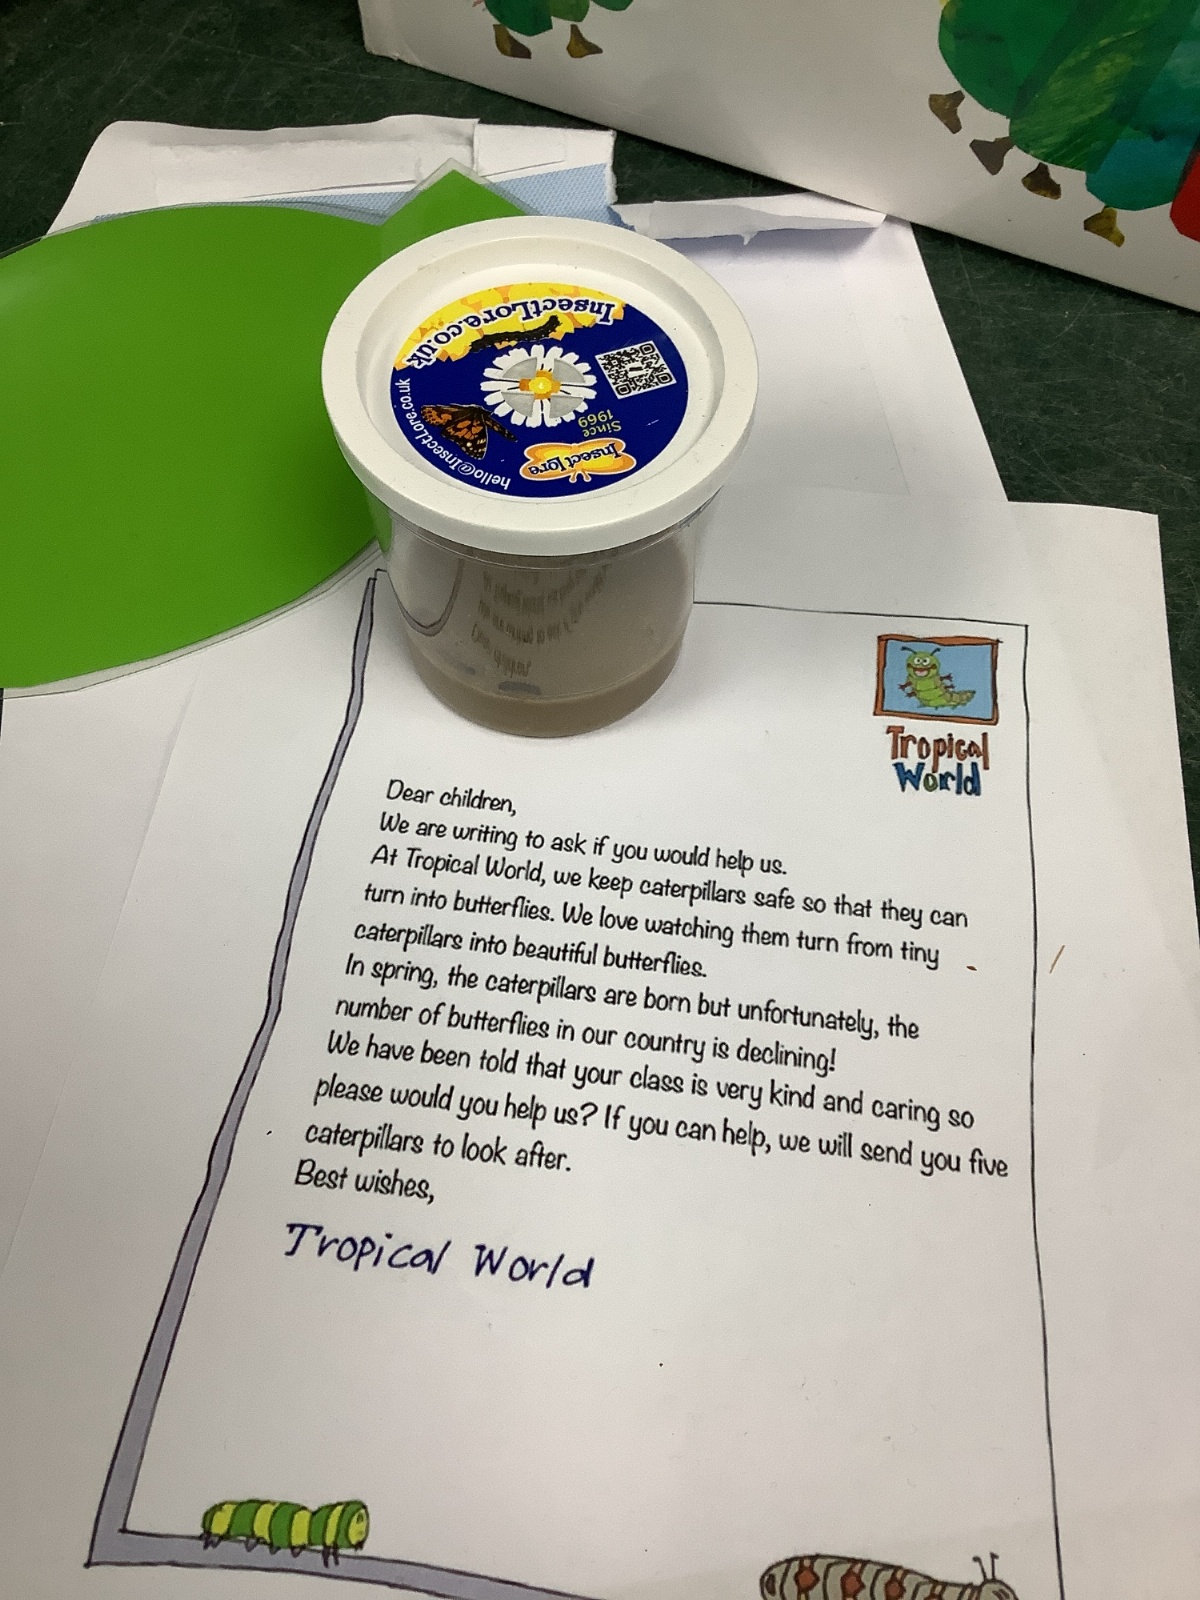 InsectLore.co.uk
Since
1969
Insect Lore
hello@InsectLore.co.uk
Tropical
World
Dear children,
We are writing to ask if you would help us.
At Tropical World, we keep caterpillars safe so that they can
turn into butterflies. We love watching them turn from tiny
caterpillars into beautiful butterflies.
In spring, the caterpillars are born but unfortunately, the
number of butterflies in our country is declining!
We have been told that your class is very kind and caring so
please would you help us? If you can help, we will send you five
caterpillars to look after.
Best wishes,
Tropical World